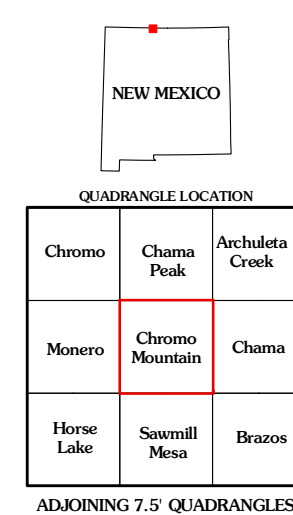 NEW MEXICO
QUADRANGLE LOCATION
Chromo
Chama
Peak
Archuleta
Creek
Monero
Chromo
Mountain
Chama
Horse
Lake
Sawmill
Mesa
Brazos
ADJOINING 7.5' QUADRANGLES